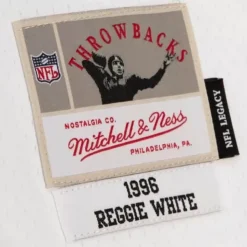 THROWBACKS
NFL
NOSTALGIA CO.
Mitchell & Ness
PHILADELPHIA, PA.
NFL LEGACY
1996
REGGIE WHITE